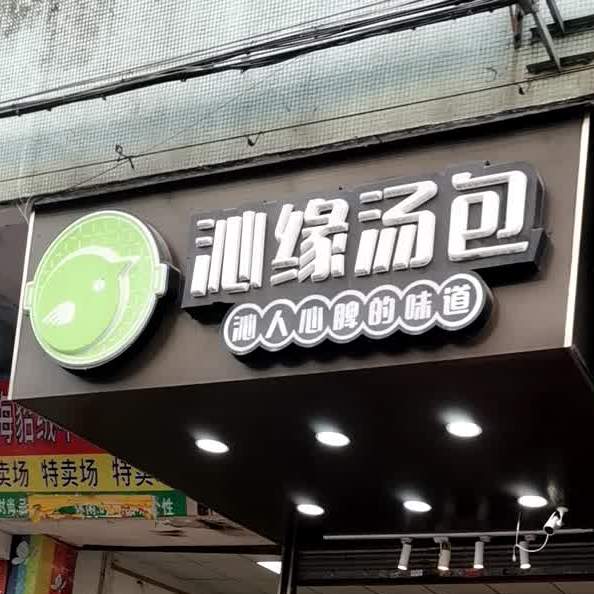 沁缘汤包
沁人心脾的味道
特卖场 特卖场 特卖